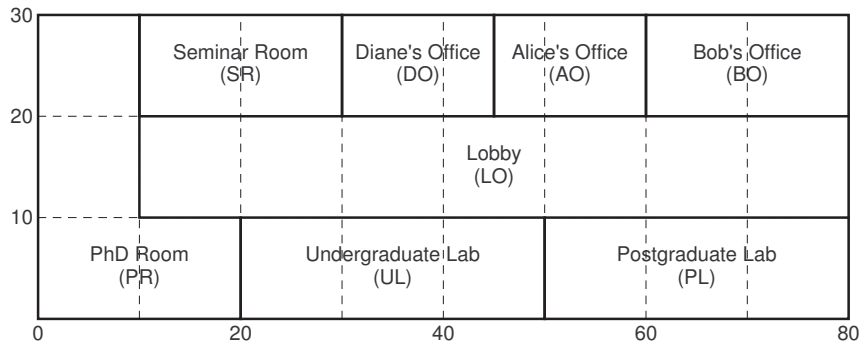 30
Seminar Room
(SR)
Diane's Office
(DO)
Alice's Office
(AO)
Bob's Office
(BO)
20
Lobby
(LO)
10
PhD Room
(PR)
Undergraduate Lab
(UL)
Postgraduate Lab
(PL)
0
20
40
60
80